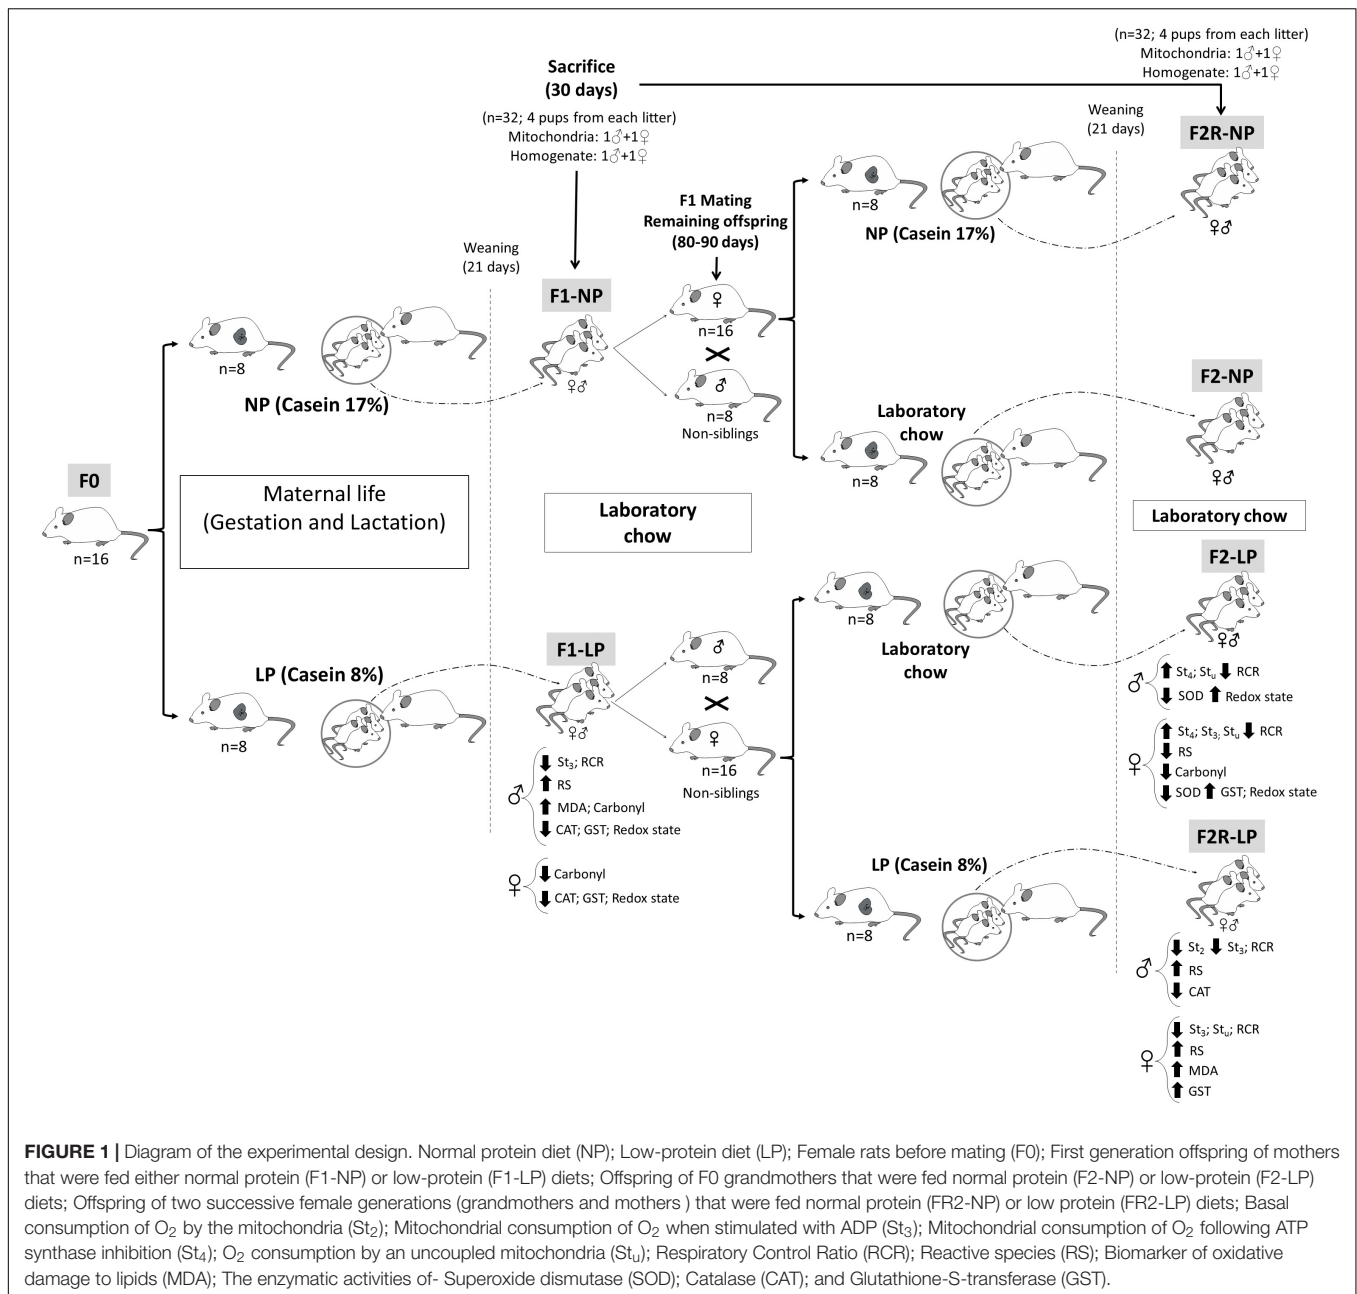 (n=32; 4 pups from each litter)
Mitochondria: 1♂+1♀
Homogenate: 1♂+1♀
Sacrifice
(30 days)
(n=32; 4 pups from each litter)
Mitochondria: 1♂+1♀
Homogenate: 1♂+1♀
Weaning
(21 days)
F2R-NP
♀♂
n=8
NP (Casein 17%)
F1 Mating
Remaining offspring
(80-90 days)
Weaning
(21 days)
F1-NP
♀♂
♀
n=16
♂
n=8
Non-siblings
n=8
NP (Casein 17%)
F2-NP
♀♂
Laboratory
chow
n=8
F0
n=16
Maternal life
(Gestation and Lactation)
Laboratory
chow
Laboratory chow
F2-LP
♀♂
n=8
Laboratory
chow
♂
⬆ St4; Stu ⬇ RCR
⬇ SOD ⬆ Redox state
♀
⬆ St4; St3; Stu ⬇ RCR
⬇ RS
⬇ Carbonyl
⬇ SOD ⬆ GST; Redox state
LP (Casein 8%)
n=8
F1-LP
♀♂
♂
n=8
♀
n=16
Non-siblings
♂
⬇ St3; RCR
⬆ RS
⬆ MDA; Carbonyl
⬇ CAT; GST; Redox state
♀
⬇ Carbonyl
⬇ CAT; GST; Redox state
LP (Casein 8%)
n=8
F2R-LP
♀♂
♂
⬇ St2 ⬇ St3; RCR
⬆ RS
⬇ CAT
♀
⬇ St3; Stu; RCR
⬆ RS
⬆ MDA
⬆ GST
FIGURE 1 | Diagram of the experimental design. Normal protein diet (NP); Low-protein diet (LP); Female rats before mating (F0); First generation offspring of mothers
that were fed either normal protein (F1-NP) or low-protein (F1-LP) diets; Offspring of F0 grandmothers that were fed normal protein (F2-NP) or low-protein (F2-LP)
diets; Offspring of two successive female generations (grandmothers and mothers ) that were fed normal protein (FR2-NP) or low protein (FR2-LP) diets; Basal
consumption of O2 by the mitochondria (St2); Mitochondrial consumption of O2 when stimulated with ADP (St3); Mitochondrial consumption of O2 following ATP
synthase inhibition (St4); O2 consumption by an uncoupled mitochondria (Stu); Respiratory Control Ratio (RCR); Reactive species (RS); Biomarker of oxidative
damage to lipids (MDA); The enzymatic activities of- Superoxide dismutase (SOD); Catalase (CAT); and Glutathione-S-transferase (GST).